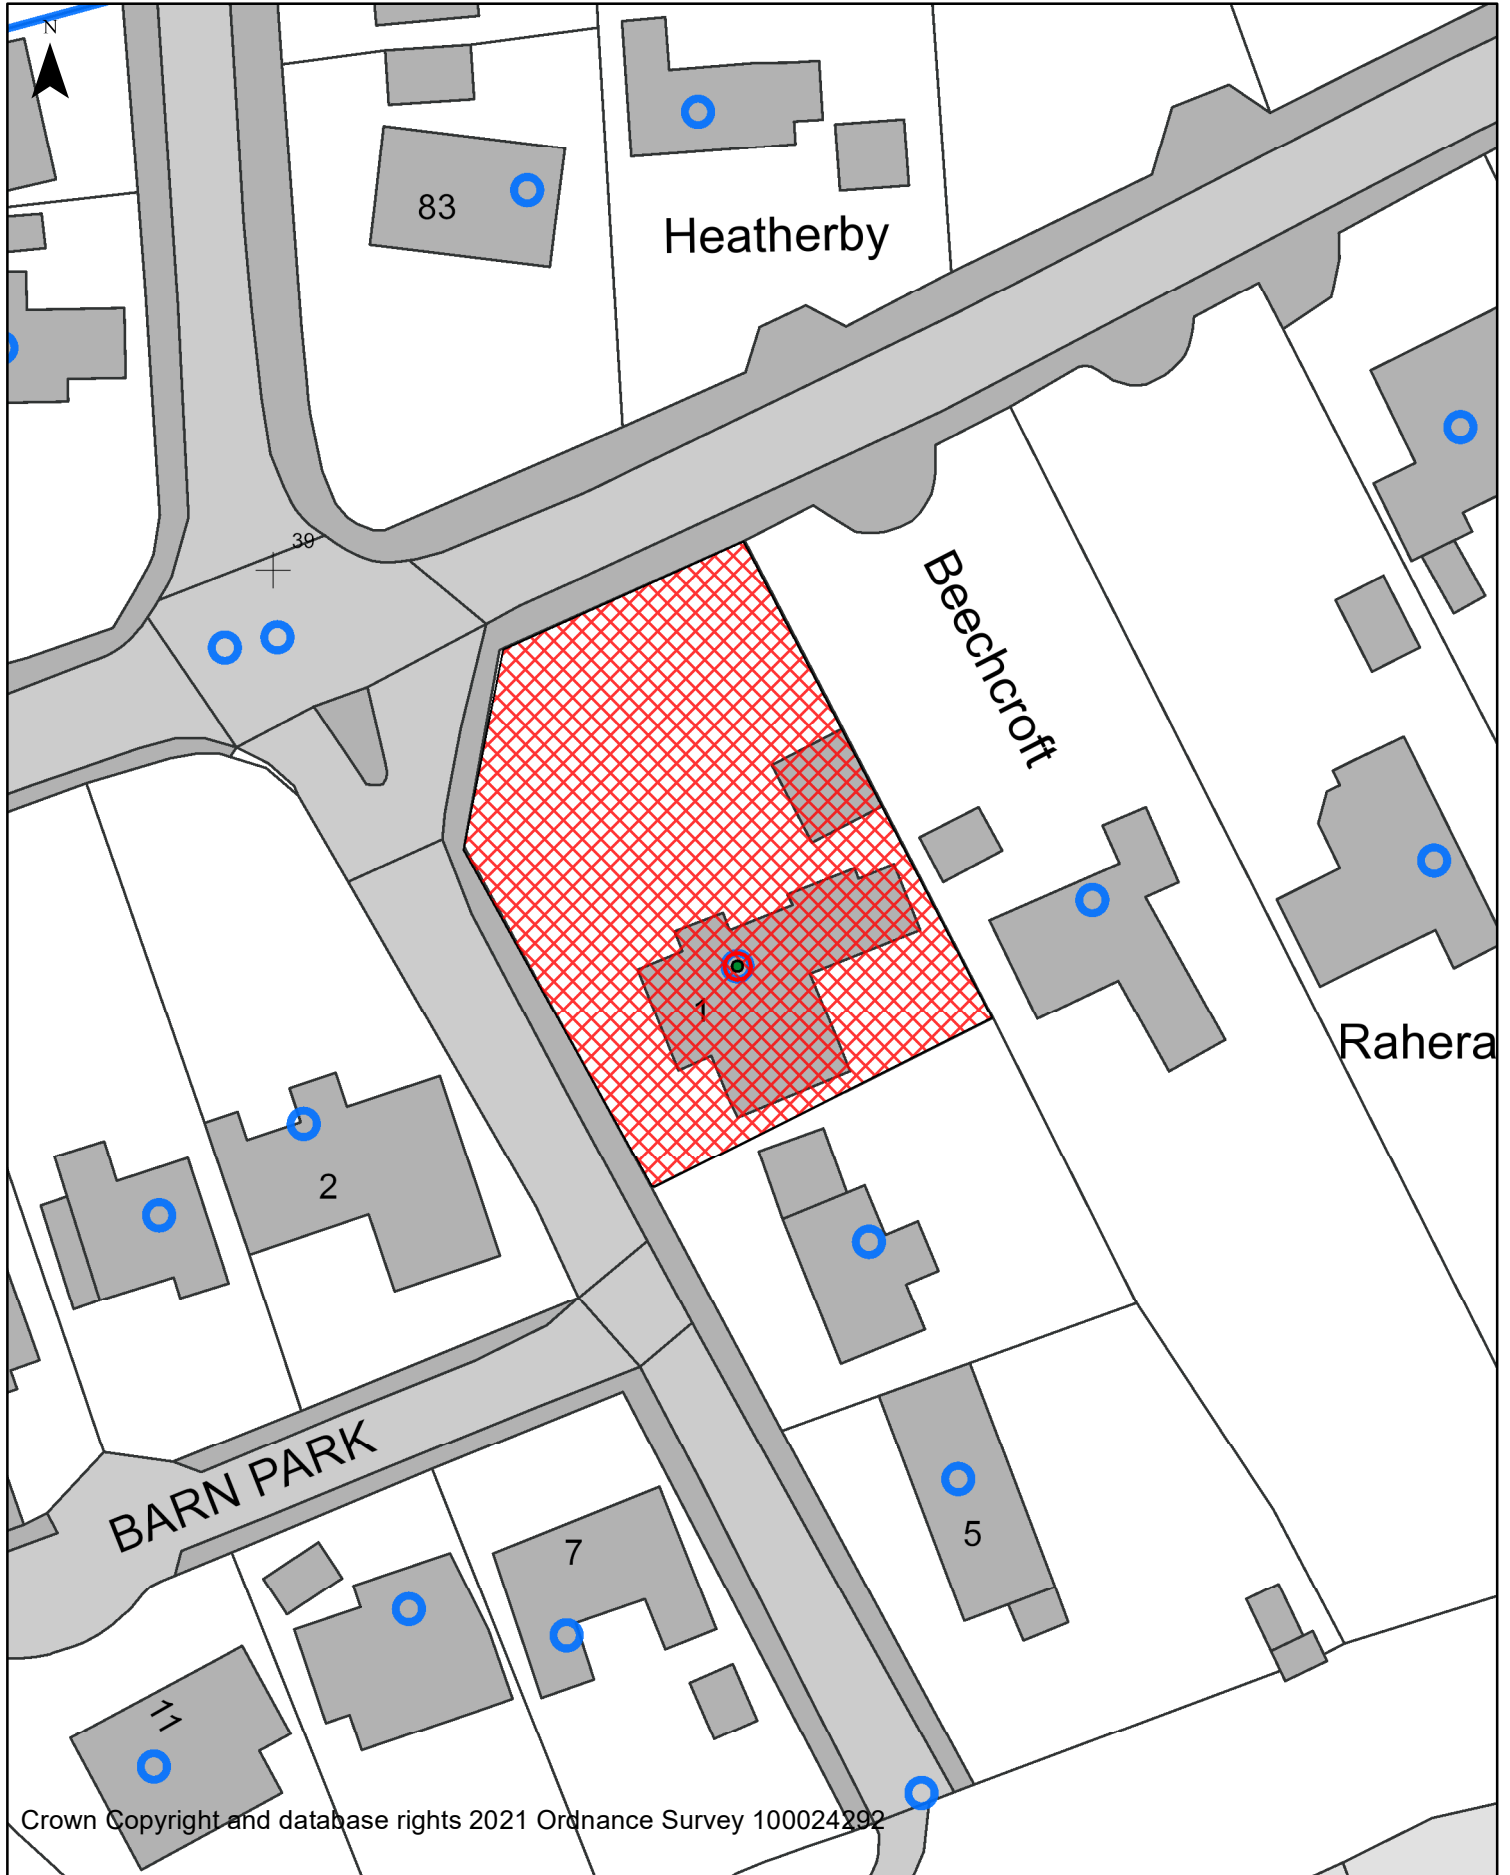 N
83
Heatherby
39
Beechcroft
1
Rahera
2
BARN PARK
7
5
11
Crown Copyright and database rights 2021 Ordnance Survey 100024292